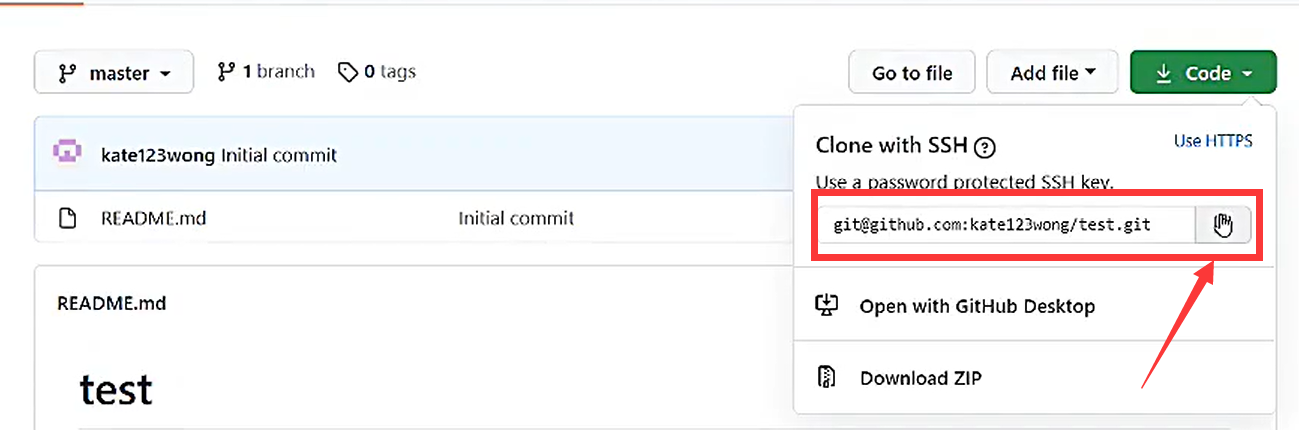 master 1 branch 0 tags Go to file Add file Code
kate123wong Initial commit
README.md Initial commit
README.md
test
Clone with SSH ? Use HTTPS
Use a password protected SSH key.
git@github.com:kate123wong/test.git
Open with GitHub Desktop
Download ZIP